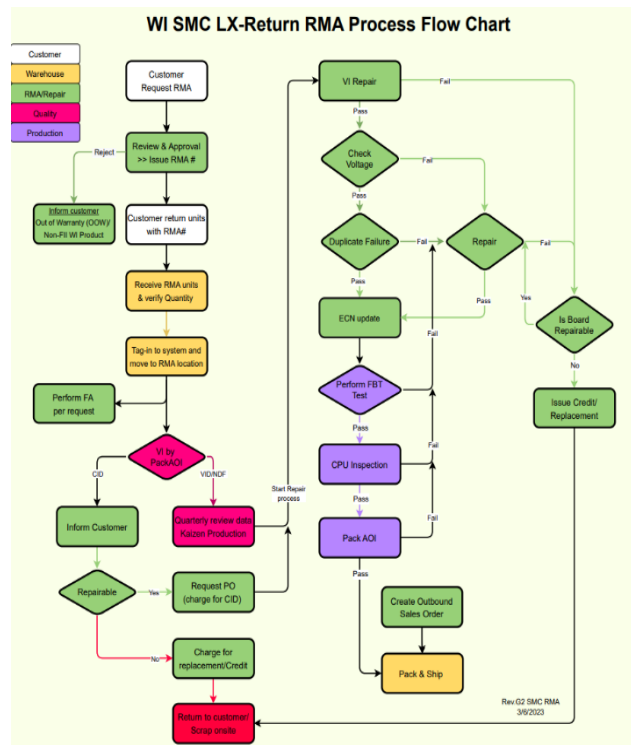 WI SMC LX-Return RMA Process Flow Chart
Customer
Warehouse
RMA/Repair
Quality
Production
Customer
Request RMA
Reject
Review & Approval
>> Issue RMA #
Inform customer
Out of Warranty (OOW)/
Non-FII WI Product
Customer return units
with RMA#
Receive RMA units
& verify Quantity
Tag-in to system and
move to RMA location
Perform FA
per request
VI by
PackAOI
CID
VID/NDF
Inform Customer
Quarterly review data
Kaizen Production
Start Repair
process
Repairable
Yes
Request PO
(charge for CID)
No
Charge for
replacement/Credit
Return to customer/
Scrap onsite
VI Repair
Fail
Pass
Check
Voltage
Fail
Pass
Duplicate Failure
Fail
Repair
Fail
Pass
Pass
Yes
ECN update
Is Board
Repairable
Fail
No
Perform FBT
Test
Issue Credit/
Replacement
Pass
Fail
CPU Inspection
Pass
Fail
Pack AOI
Pass
Create Outbound
Sales Order
Pack & Ship
Rev.G2 SMC RMA
3/6/2023